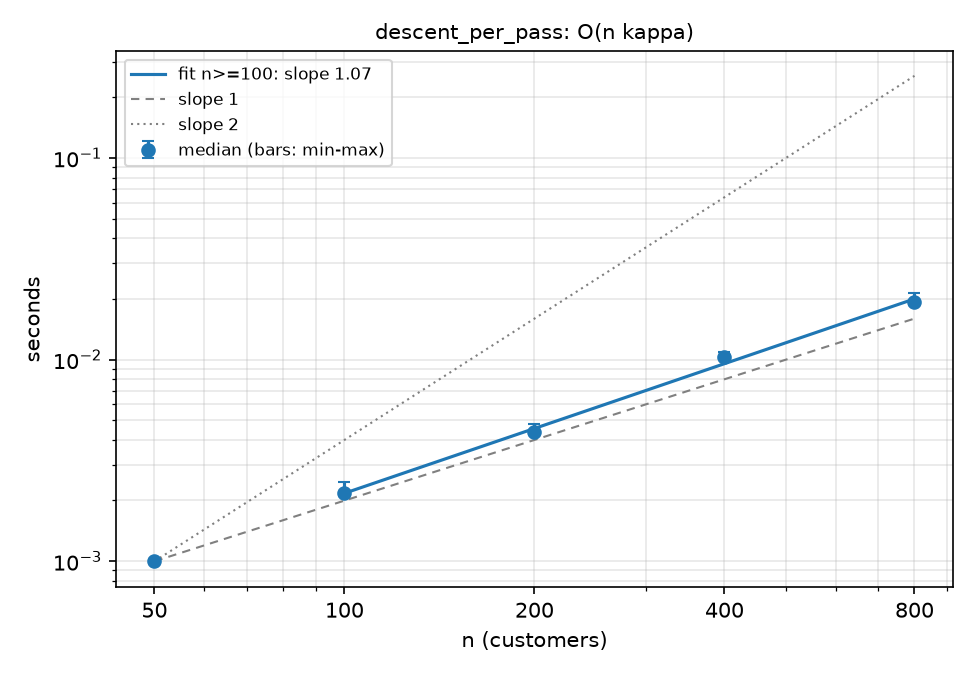 descent_per_pass: O(n kappa)
fit n>=100: slope 1.07
slope 1
slope 2
median (bars: min-max)
seconds
10⁻¹
10⁻²
10⁻³
50 100 200 400 800
n (customers)